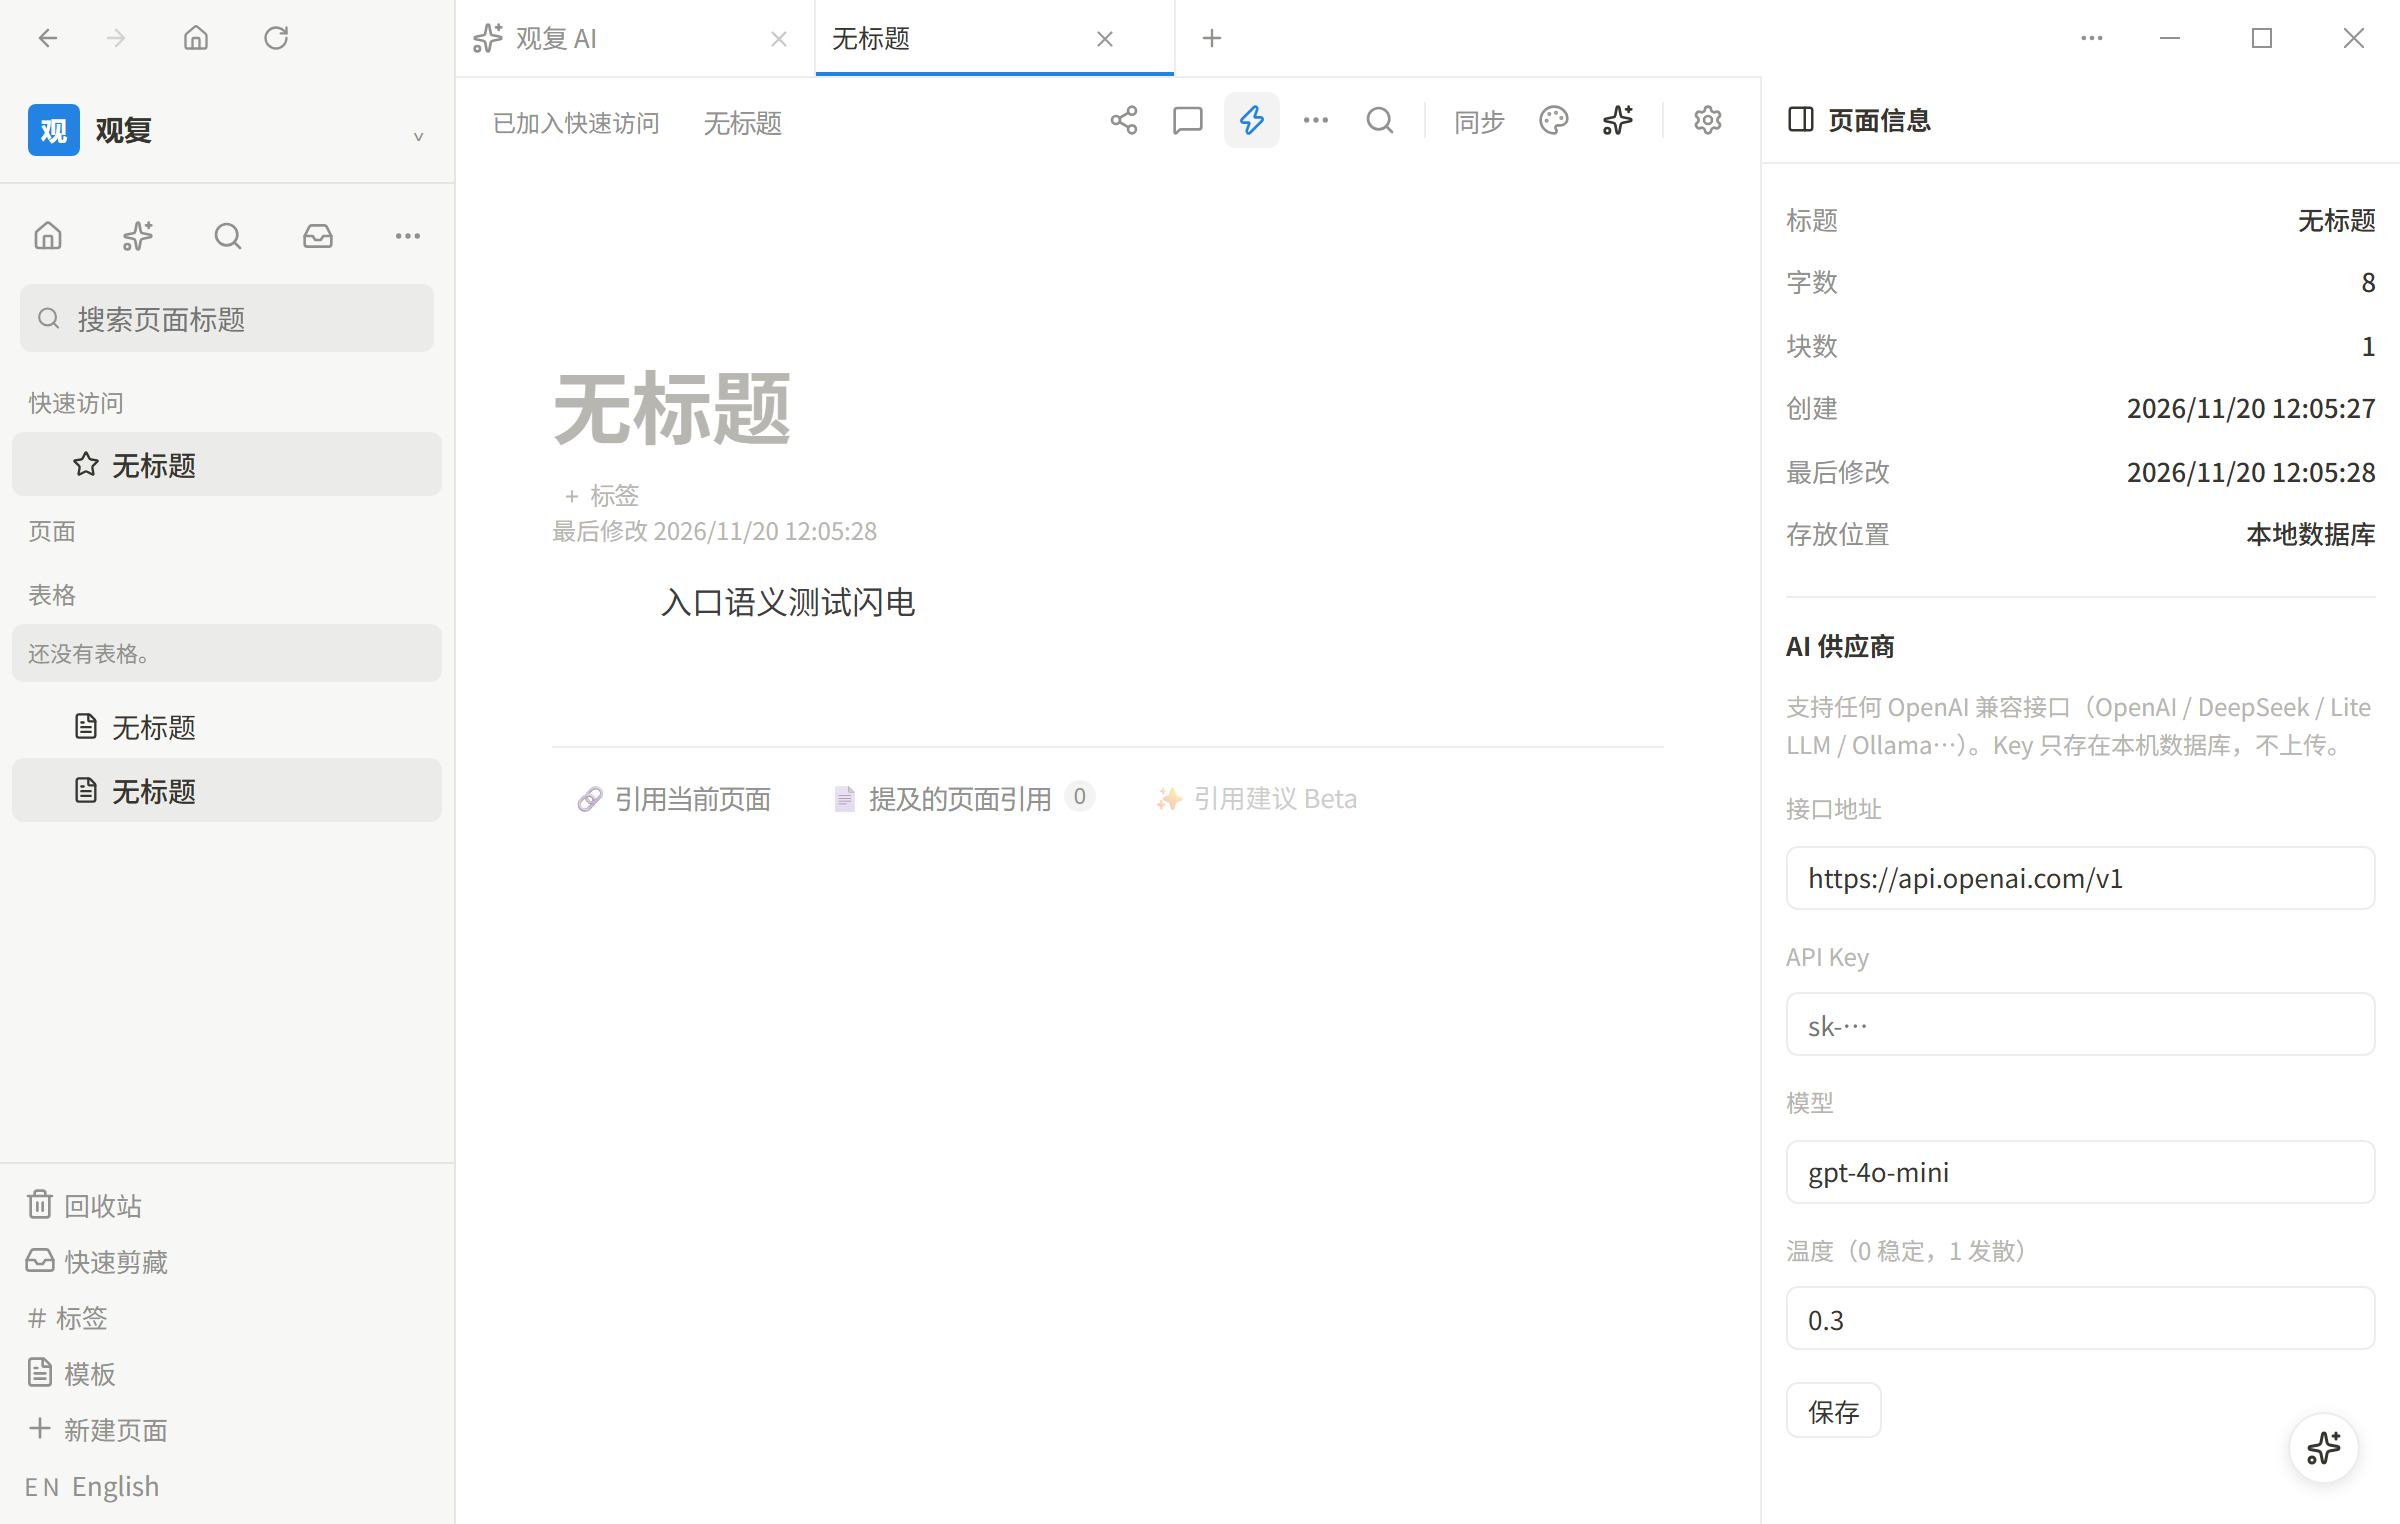 观复 AI
无标题
观 观复
已加入快速访问 无标题
同步
页面信息
搜索页面标题
快速访问
无标题
页面
表格
还没有表格。
无标题
无标题
回收站
快速剪藏
# 标签
模板
新建页面
EN English
无标题
+ 标签
最后修改 2026/11/20 12:05:28
入口语义测试闪电
引用当前页面 提及的页面引用 0 引用建议 Beta
标题 无标题
字数 8
块数 1
创建 2026/11/20 12:05:27
最后修改 2026/11/20 12:05:28
存放位置 本地数据库
AI 供应商
支持任何 OpenAI 兼容接口（OpenAI / DeepSeek / Lite
LLM / Ollama…）。Key 只存在本机数据库，不上传。
接口地址
https://api.openai.com/v1
API Key
sk-…
模型
gpt-4o-mini
温度（0 稳定，1 发散）
0.3
保存